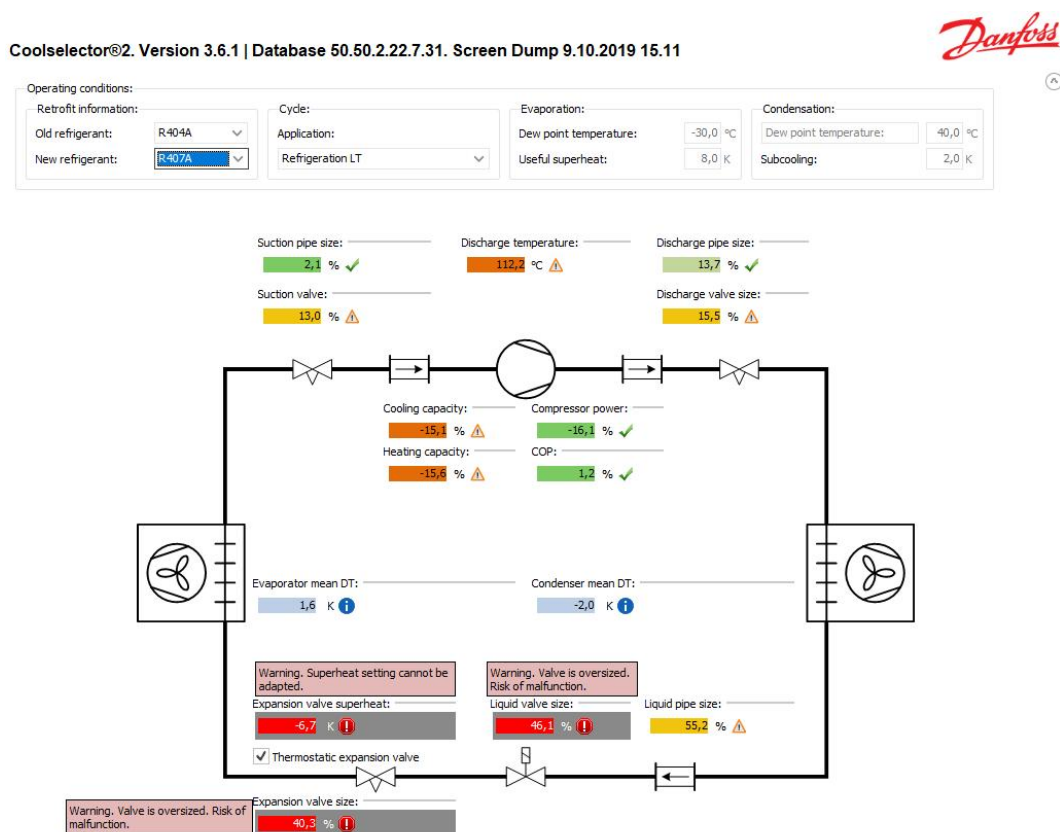 Danfoss
Coolselector®2. Version 3.6.1 | Database 50.50.2.22.7.31. Screen Dump 9.10.2019 15.11
Operating conditions:
Retrofit information:
Old refrigerant: R404A
New refrigerant: R407A
Cycle:
Application:
Refrigeration LT
Evaporation:
Dew point temperature: -30,0 °C
Useful superheat: 8,0 K
Condensation:
Dew point temperature: 40,0 °C
Subcooling: 2,0 K
Suction pipe size:
2,1 %
Discharge temperature:
112,2 °C
Discharge pipe size:
13,7 %
Suction valve:
13,0 %
Discharge valve size:
15,5 %
Cooling capacity:
-15,1 %
Compressor power:
-16,1 %
Heating capacity:
-15,6 %
COP:
1,2 %
Evaporator mean DT:
1,6 K
Condenser mean DT:
-2,0 K
Warning. Superheat setting cannot be
adapted.
Expansion valve superheat:
-6,7 K
Warning. Valve is oversized.
Risk of malfunction.
Liquid valve size:
46,1 %
Liquid pipe size:
55,2 %
Thermostatic expansion valve
Warning. Valve is oversized. Risk of
malfunction.
Expansion valve size:
40,3 %